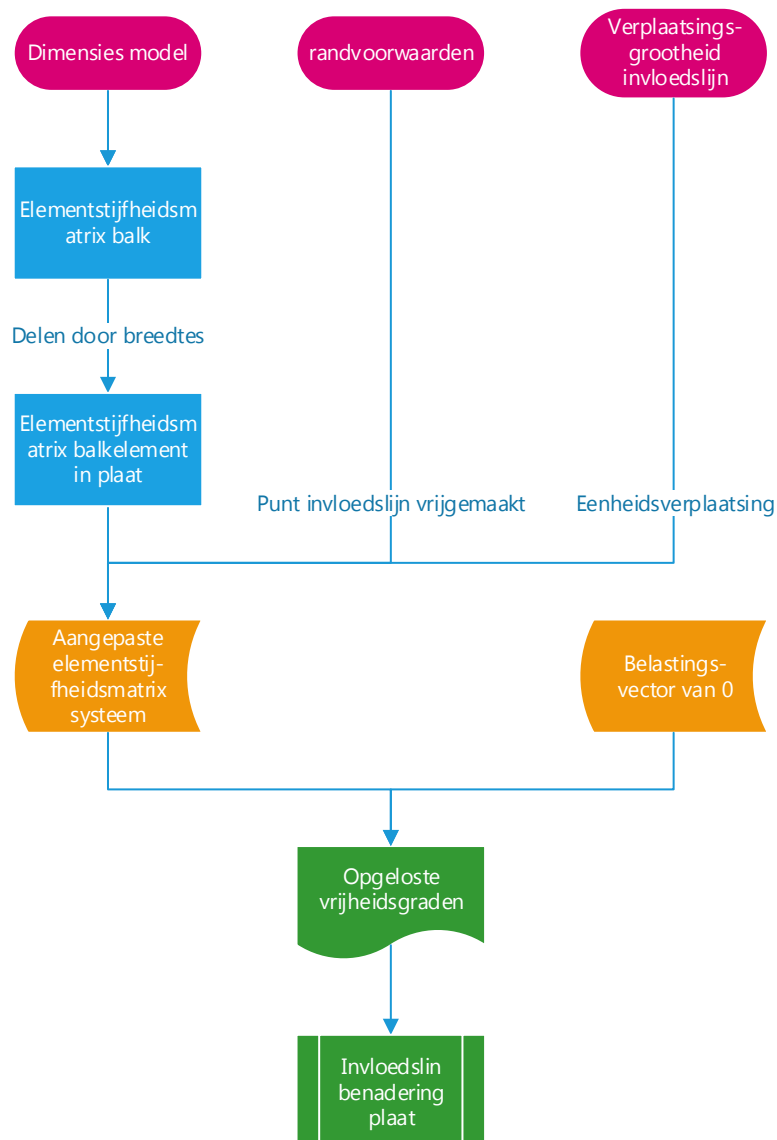 Dimensies model
randvoorwaarden
Verplaatsings-
grootheid
invloedslijn
Elementstijfheidsm
atrix balk
Delen door breedtes
Elementstijfheidsm
atrix balkelement
in plaat
Punt invloedslijn vrijgemaakt
Eenheidsverplaatsing
Aangepaste
elementstij-
fheidsmatrix
systeem
Belastings-
vector van 0
Opgeloste
vrijheidsgraden
Invloedslin
benadering
plaat